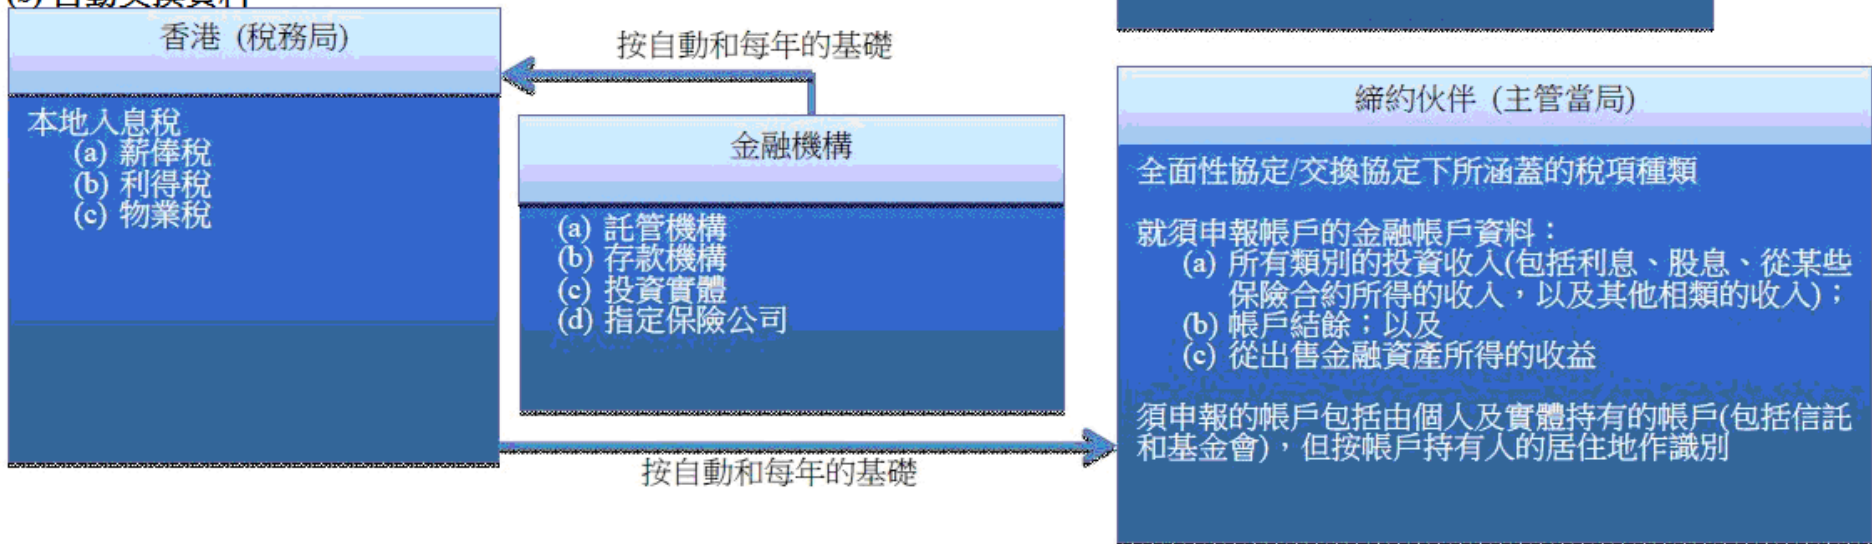 香港 (稅務局)
本地入息稅
(a) 薪俸稅
(b) 利得稅
(c) 物業稅
按自動和每年的基礎
金融機構
(a) 託管機構
(b) 存款機構
(c) 投資實體
(d) 指定保險公司
按自動和每年的基礎
締約伙伴 (主管當局)
全面性協定/交換協定下所涵蓋的稅項種類
就須申報帳戶的金融帳戶資料：
(a) 所有類別的投資收入(包括利息、股息、從某些
保險合約所得的收入，以及其他相類的收入)；
(b) 帳戶結餘；以及
(c) 從出售金融資產所得的收益
須申報的帳戶包括由個人及實體持有的帳戶(包括信託
和基金會)，但按帳戶持有人的居住地作識別